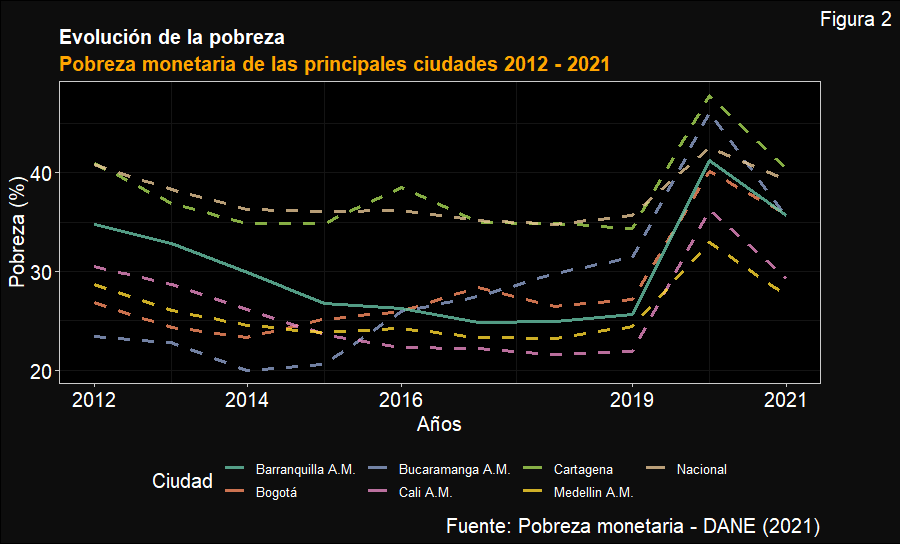 Figura 2
Evolución de la pobreza
Pobreza monetaria de las principales ciudades 2012 - 2021
Pobreza (%)
40
30
20
2012 2014 2016 2019 2021
Años
Ciudad
Barranquilla A.M. Bucaramanga A.M. Cartagena Nacional
Bogotá Cali A.M. Medellin A.M.
Fuente: Pobreza monetaria - DANE (2021)